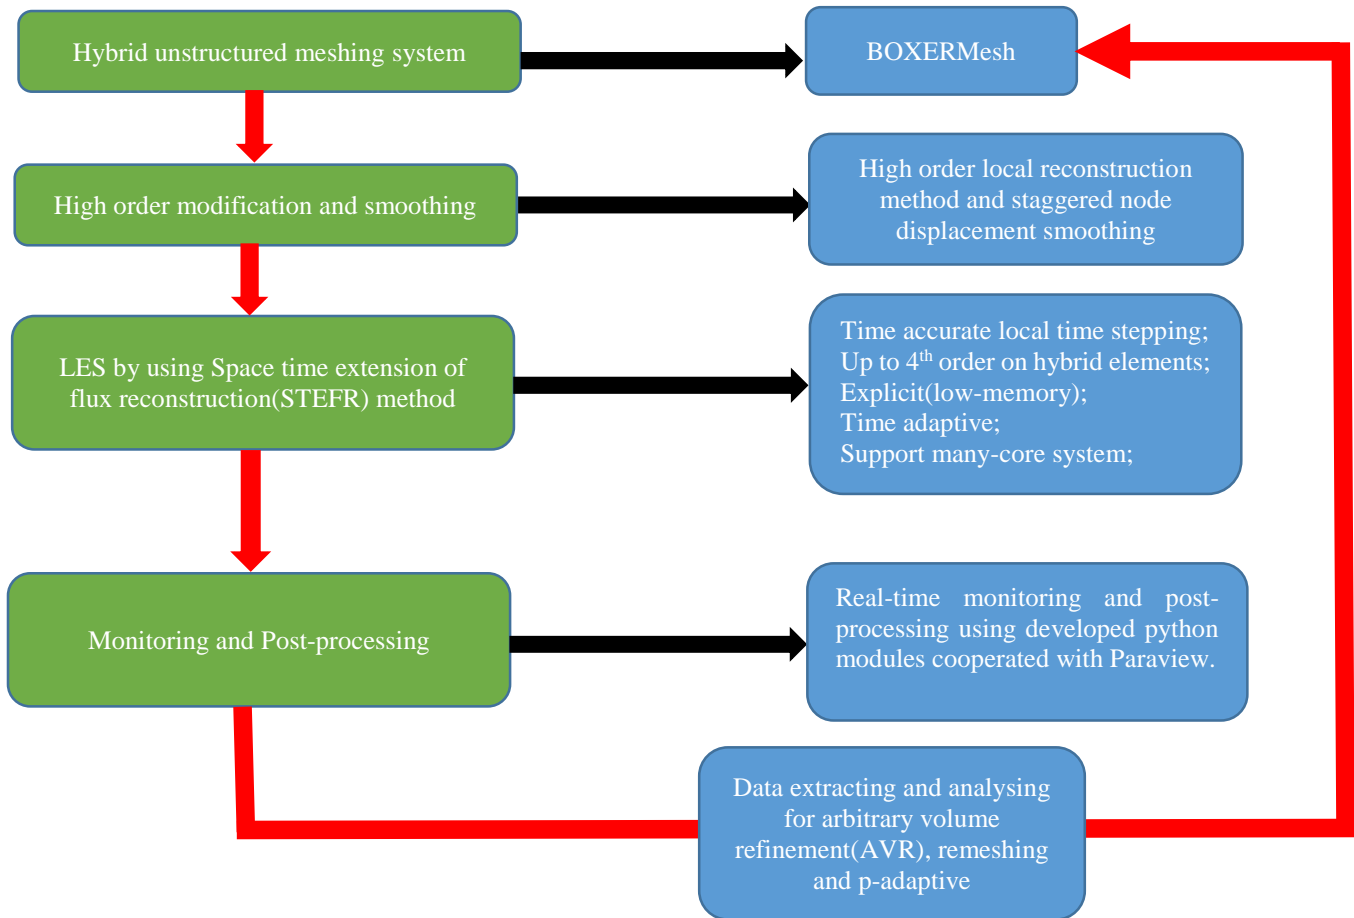 Hybrid unstructured meshing system
BOXERMesh
High order modification and smoothing
High order local reconstruction
method and staggered node
displacement smoothing
LES by using Space time extension of
flux reconstruction(STEFR) method
Time accurate local time stepping;
Up to 4th order on hybrid elements;
Explicit(low-memory);
Time adaptive;
Support many-core system;
Monitoring and Post-processing
Real-time monitoring and post-
processing using developed python
modules cooperated with Paraview.
Data extracting and analysing
for arbitrary volume
refinement(AVR), remeshing
and p-adaptive